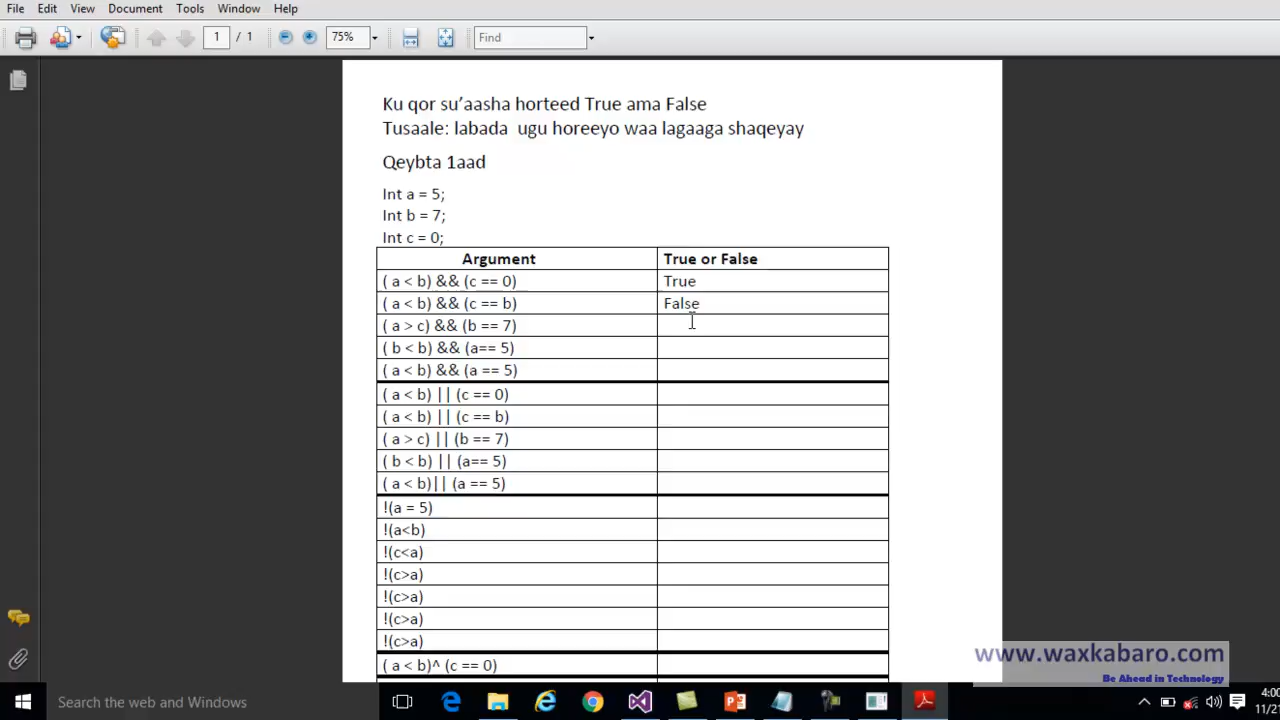 File Edit View Document Tools Window Help
1 / 1 75% Find
Ku qor su'aasha horteed True ama False
Tusaale: labada ugu horeeyo waa lagaaga shaqeyay
Qeybta 1aad
Int a = 5;
Int b = 7;
Int c = 0;
Argument True or False
( a < b) && (c == 0) True
( a < b) && (c == b) False
( a > c) && (b == 7)
( b < b) && (a== 5)
( a < b) && (a == 5)
( a < b) || (c == 0)
( a < b) || (c == b)
( a > c) || (b == 7)
( b < b) || (a== 5)
( a < b)|| (a == 5)
!(a = 5)
!(a<b)
!(c<a)
!(c>a)
!(c>a)
!(c>a)
!(c>a)
( a < b)^ (c == 0)
www.waxkabaro.com
Be Ahead in Technology
Search the web and Windows
4:00
11/2